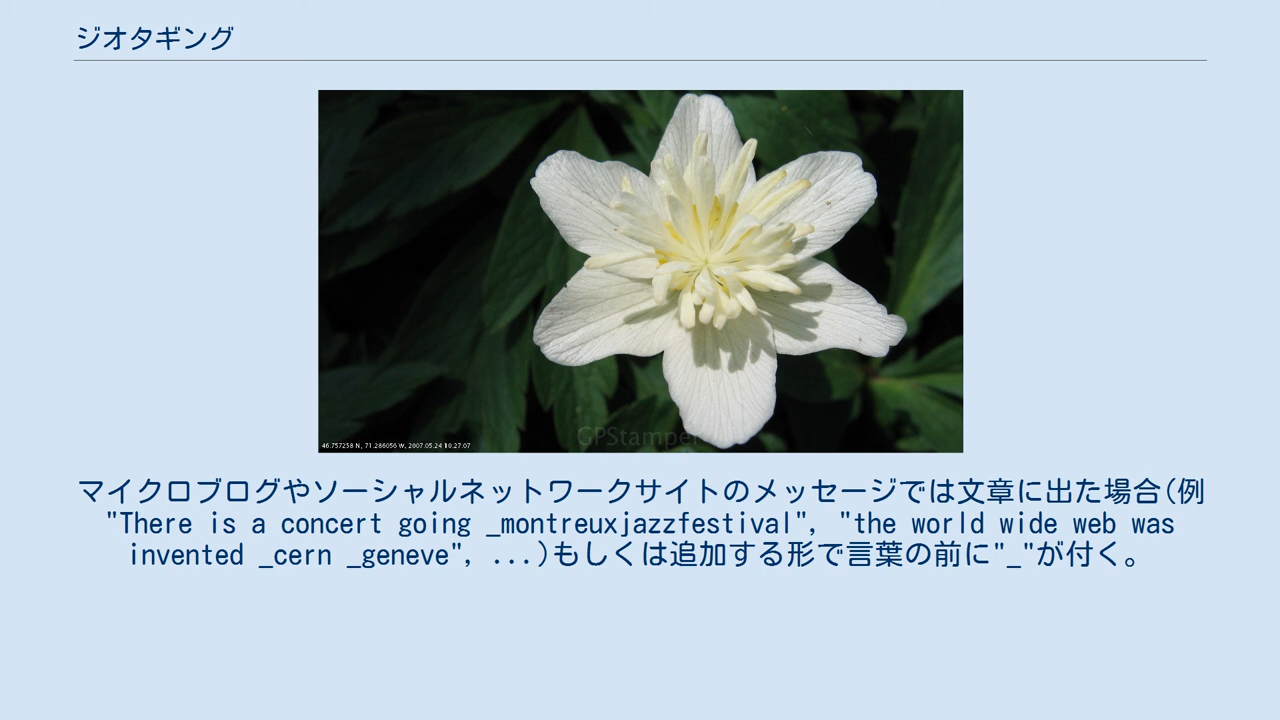 ジオタギング
46.757258 N, 71.286056 W, 2007.05.24 10.27.07
GPStamper
マイクロブログやソーシャルネットワークサイトのメッセージでは文章に出た場合(例
"There is a concert going _montreuxjazzfestival", "the world wide web was
invented _cern _geneve", ...)もしくは追加する形で言葉の前に"_"が付く。